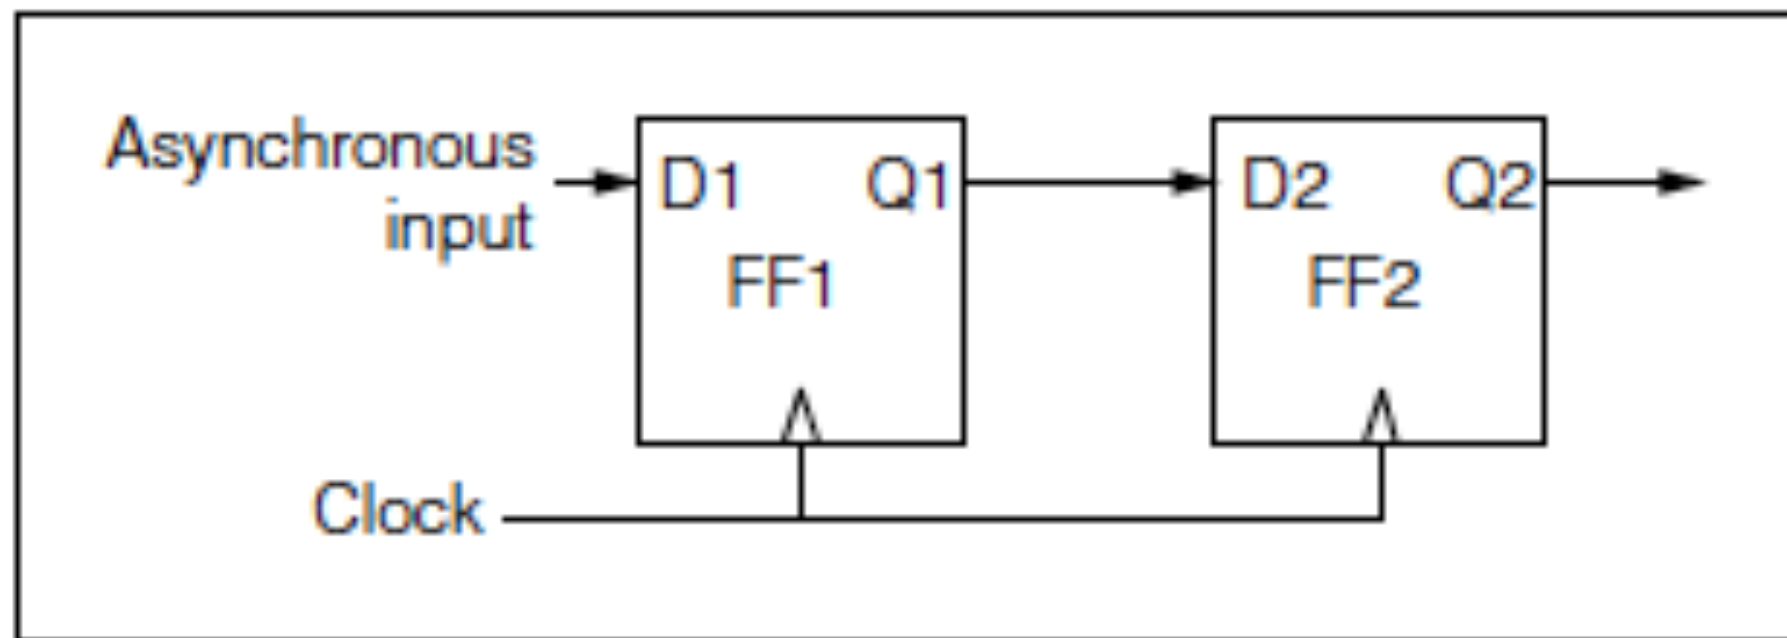 Asynchronous
input
D1
Q1
FF1
D2
Q2
FF2
Clock